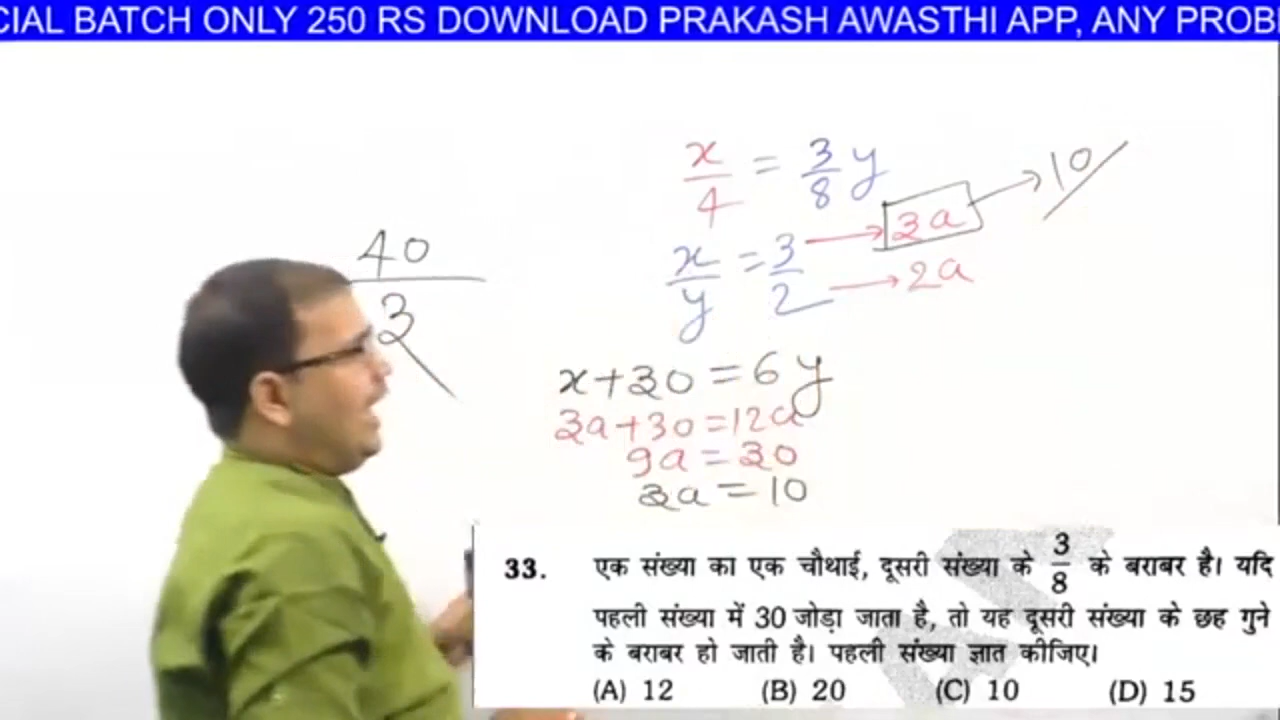 CIAL BATCH ONLY 250 RS DOWNLOAD PRAKASH AWASTHI APP, ANY PROB
x/4 = 3/8 y
x/y = 3/2 → 3a → 10
→ 2a
40/3
x+30 = 6y
3a+30 = 12a
9a = 30
3a = 10
33. एक संख्या का एक चौथाई, दूसरी संख्या के 3/8 के बराबर है। यदि
पहली संख्या में 30 जोड़ा जाता है, तो यह दूसरी संख्या के छह गुने
के बराबर हो जाती है। पहली संख्या ज्ञात कीजिए।
(A) 12 (B) 20 (C) 10 (D) 15